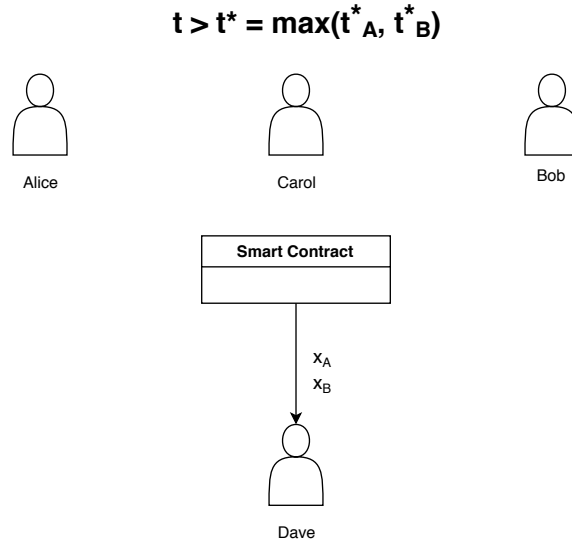 t > t* = max(t*A, t*B)
Alice
Carol
Bob
Smart Contract
xA
xB
Dave